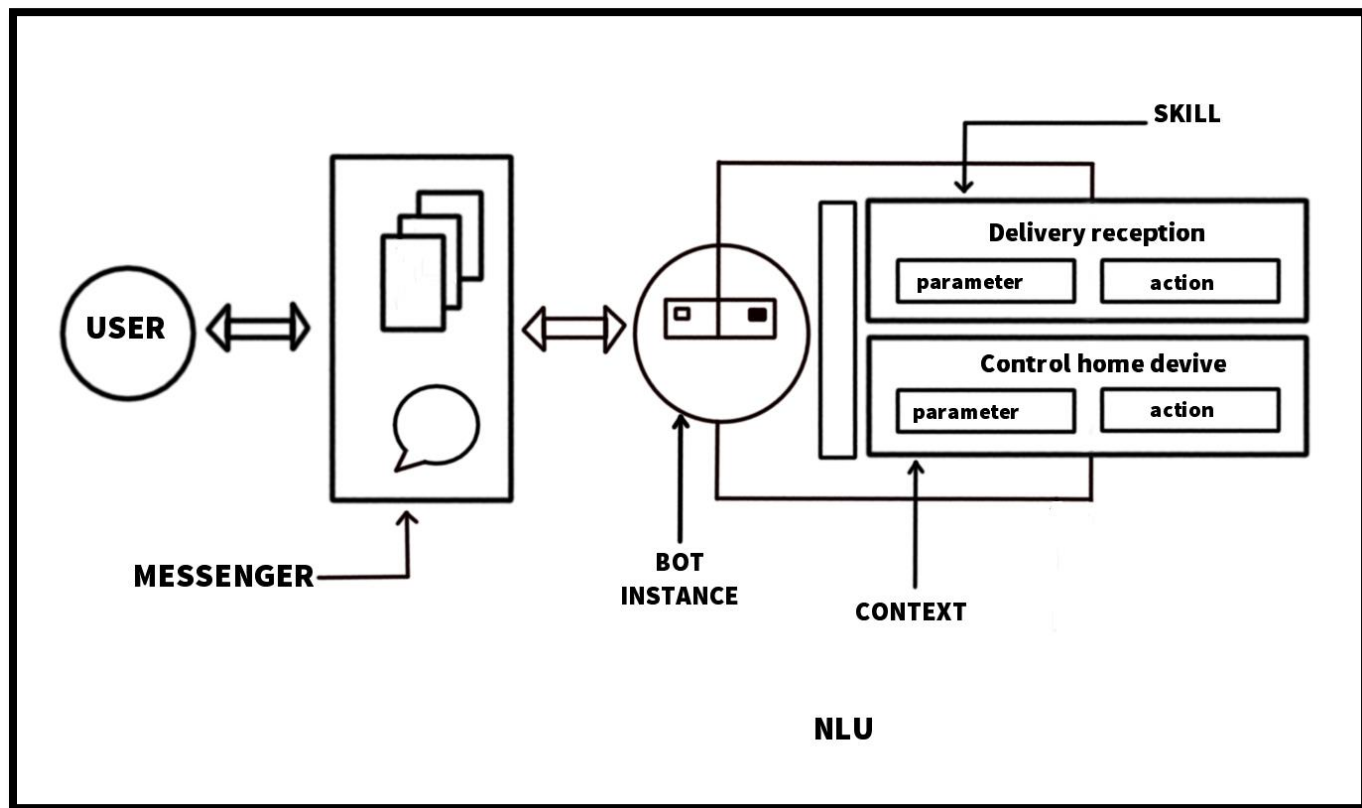 SKILL
Delivery reception
parameter
action
USER
Control home devive
parameter
action
MESSENGER
BOT
INSTANCE
CONTEXT
NLU